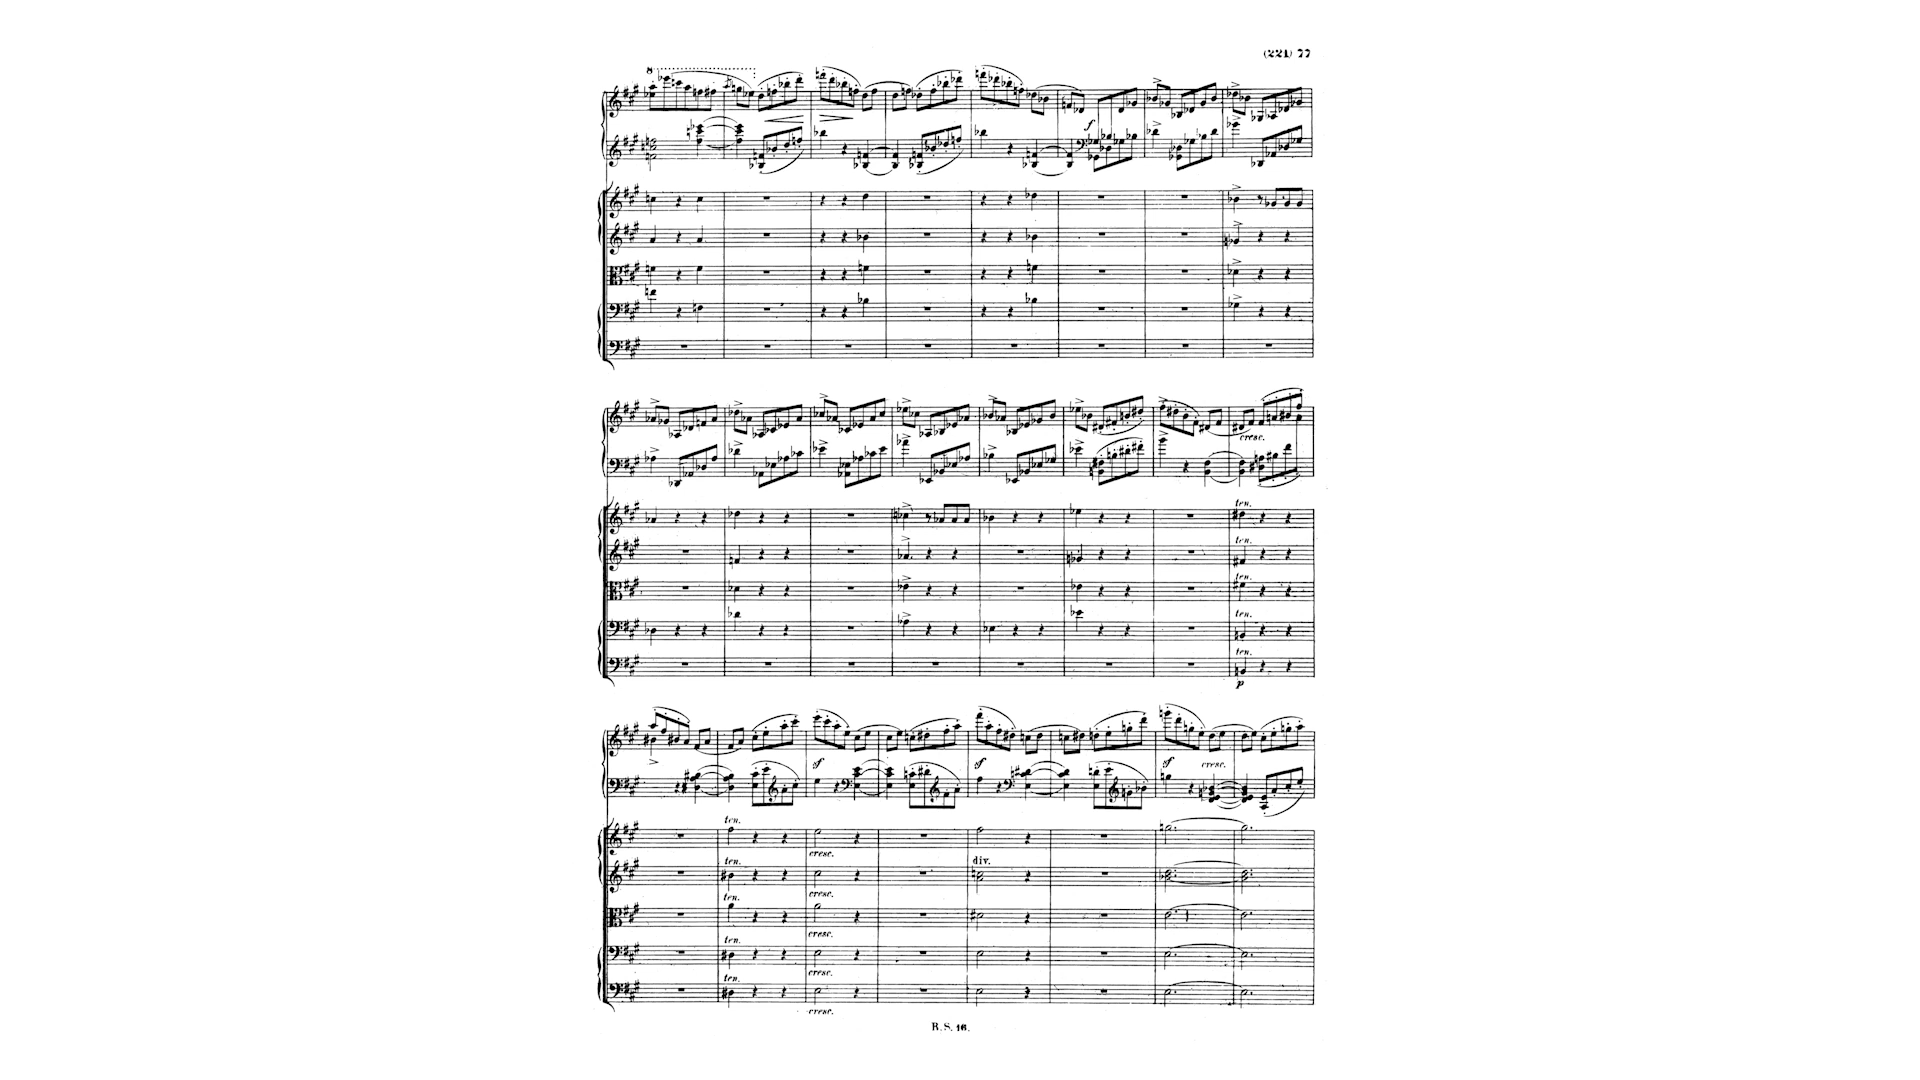 (221) 77
8
f
cresc.
ten.
ten.
ten.
ten.
ten.
p
sf sf sf cresc.
ten.
cresc.
ten. div.
cresc.
ten.
cresc.
ten.
cresc.
ten.
cresc.
R. S. 16.